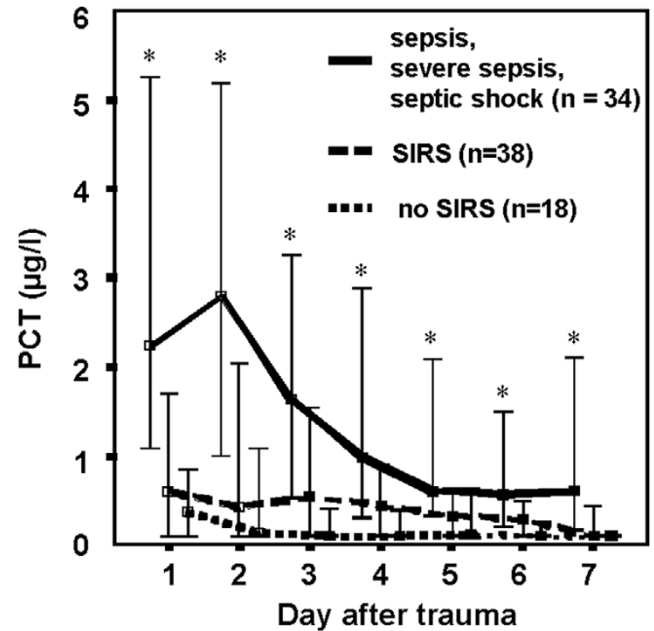 6
5
4
3
2
1
0
PCT (µg/l)
* * * * * * *
sepsis,
severe sepsis,
septic shock (n = 34)
SIRS (n=38)
no SIRS (n=18)
1 2 3 4 5 6 7
Day after trauma